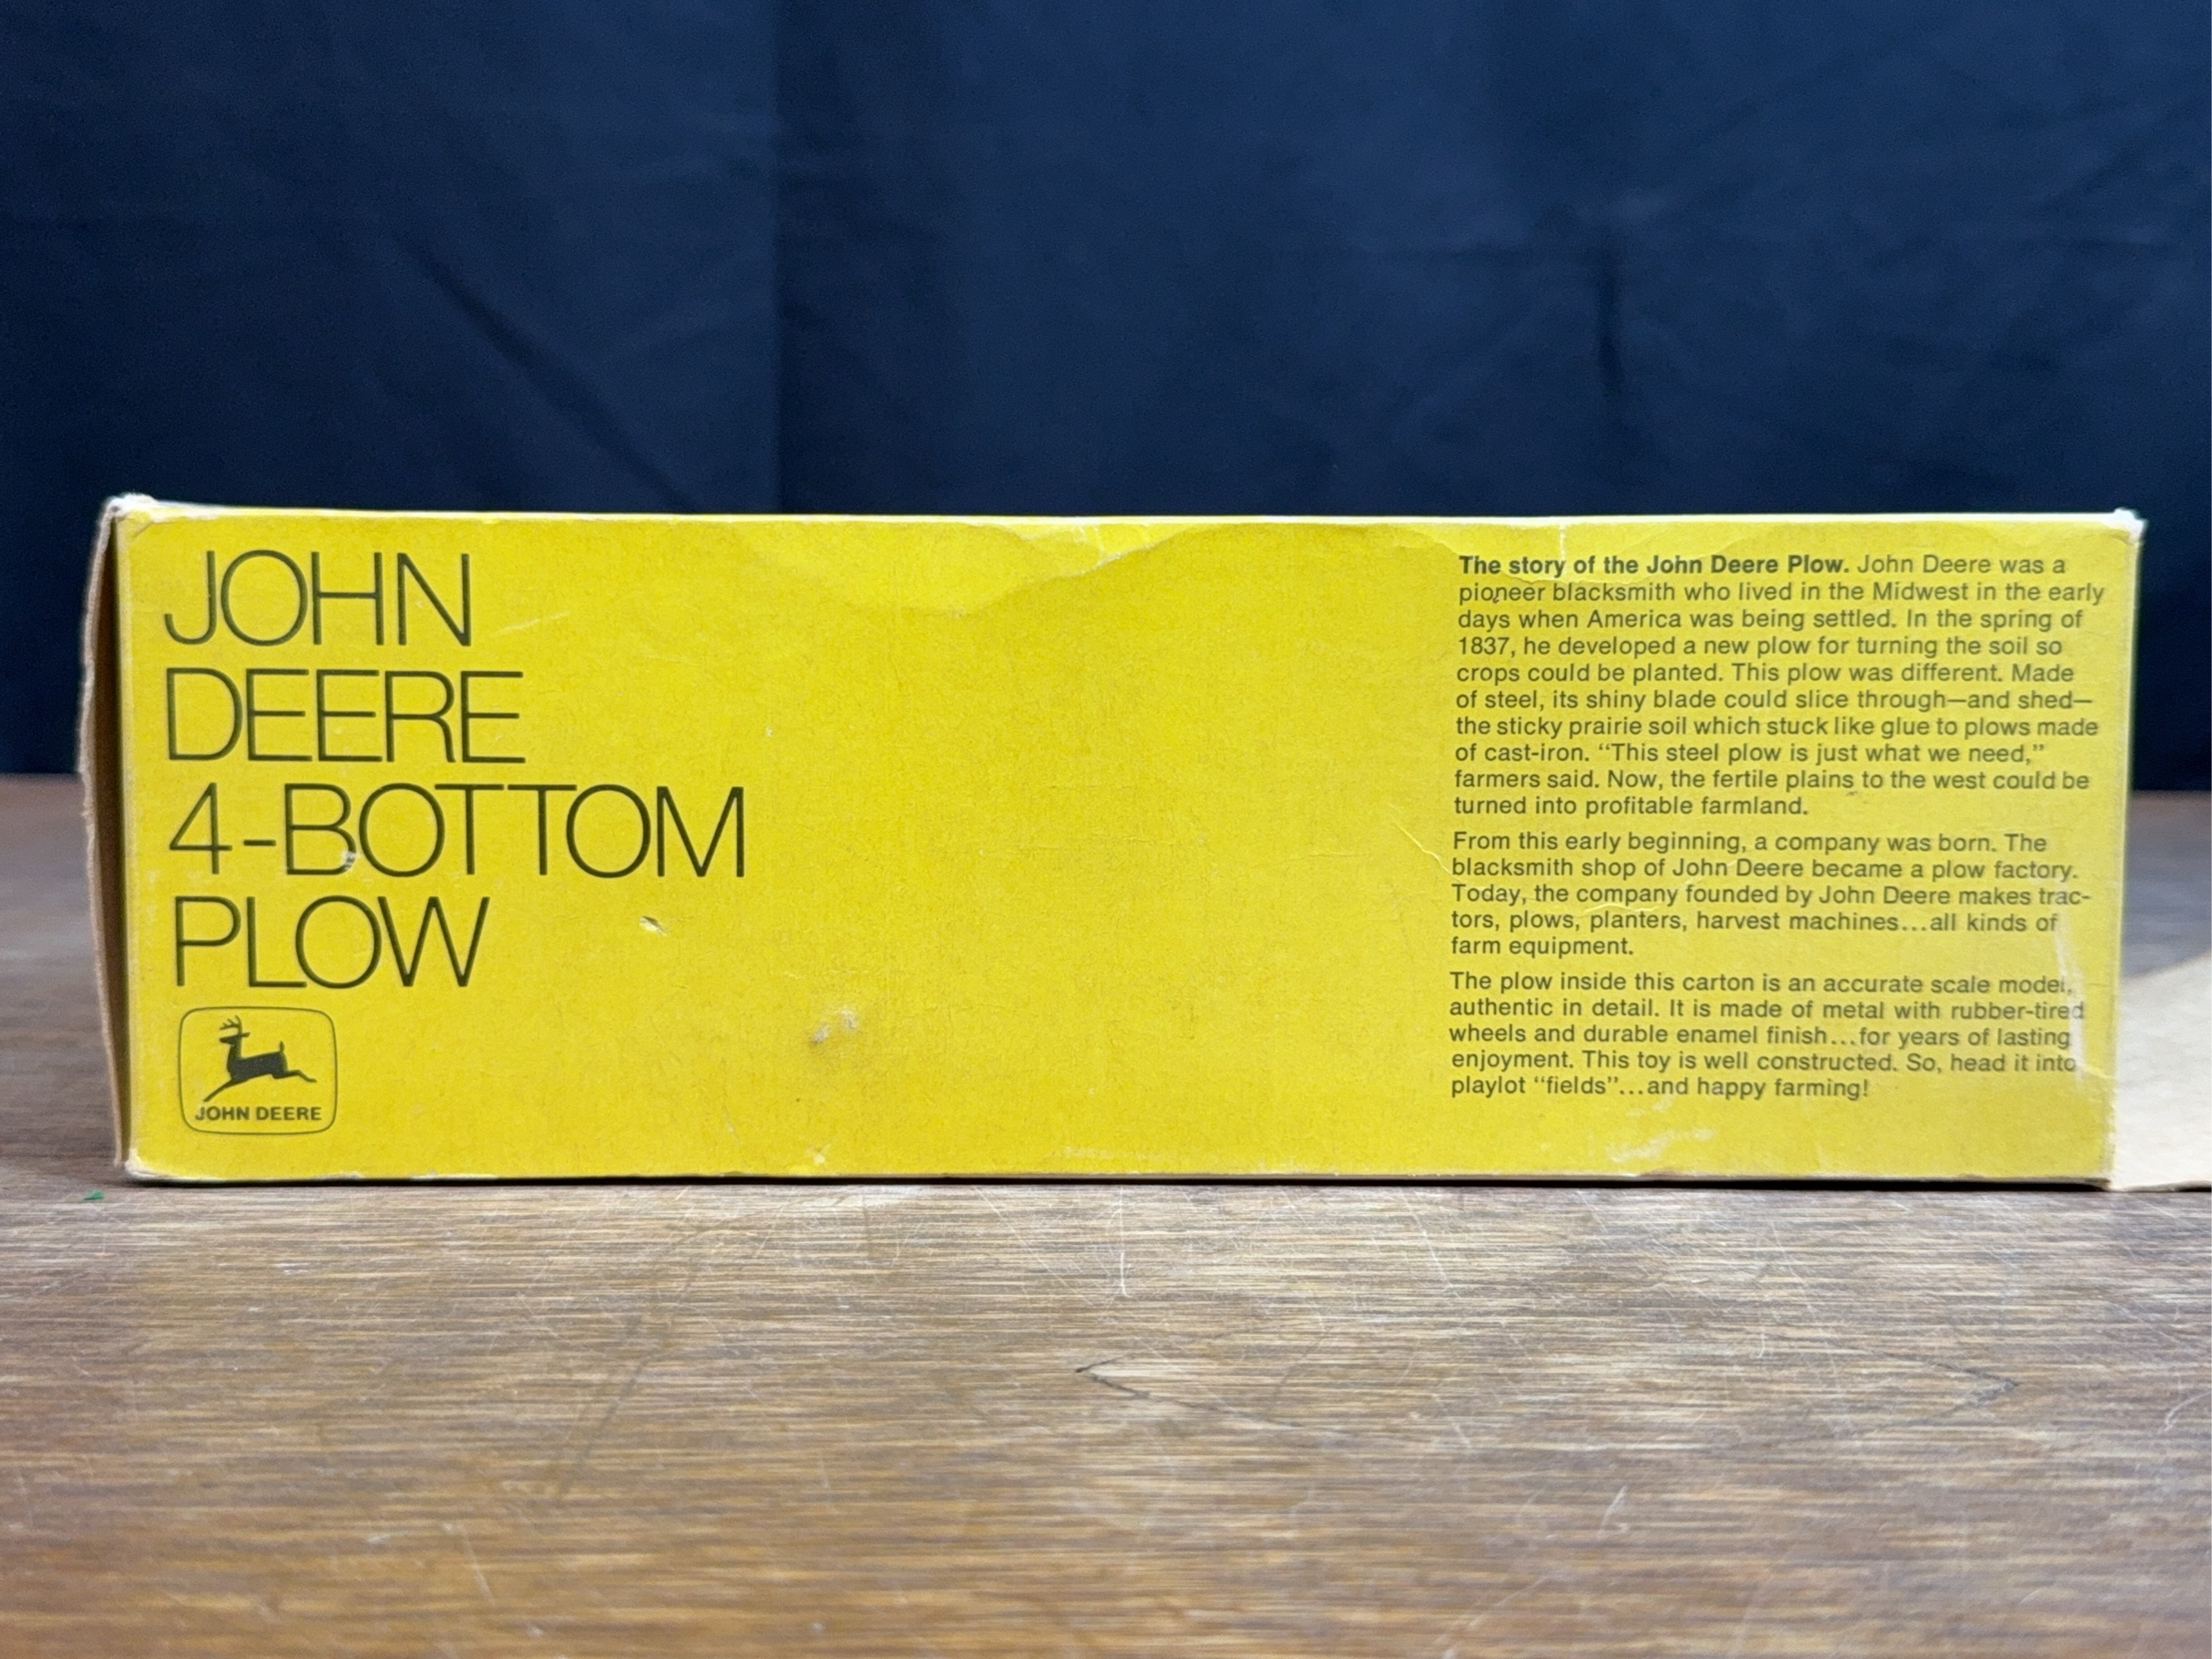 JOHN
DEERE
4-BOTTOM
PLOW
JOHN DEERE
The story of the John Deere Plow. John Deere was a
pioneer blacksmith who lived in the Midwest in the early
days when America was being settled. In the spring of
1837, he developed a new plow for turning the soil so
crops could be planted. This plow was different. Made
of steel, its shiny blade could slice through—and shed—
the sticky prairie soil which stuck like glue to plows made
of cast-iron. “This steel plow is just what we need,”
farmers said. Now, the fertile plains to the west could be
turned into profitable farmland.
From this early beginning, a company was born. The
blacksmith shop of John Deere became a plow factory.
Today, the company founded by John Deere makes trac-
tors, plows, planters, harvest machines...all kinds of
farm equipment.
The plow inside this carton is an accurate scale model,
authentic in detail. It is made of metal with rubber-tired
wheels and durable enamel finish...for years of lasting
enjoyment. This toy is well constructed. So, head it into
playlot “fields”...and happy farming!